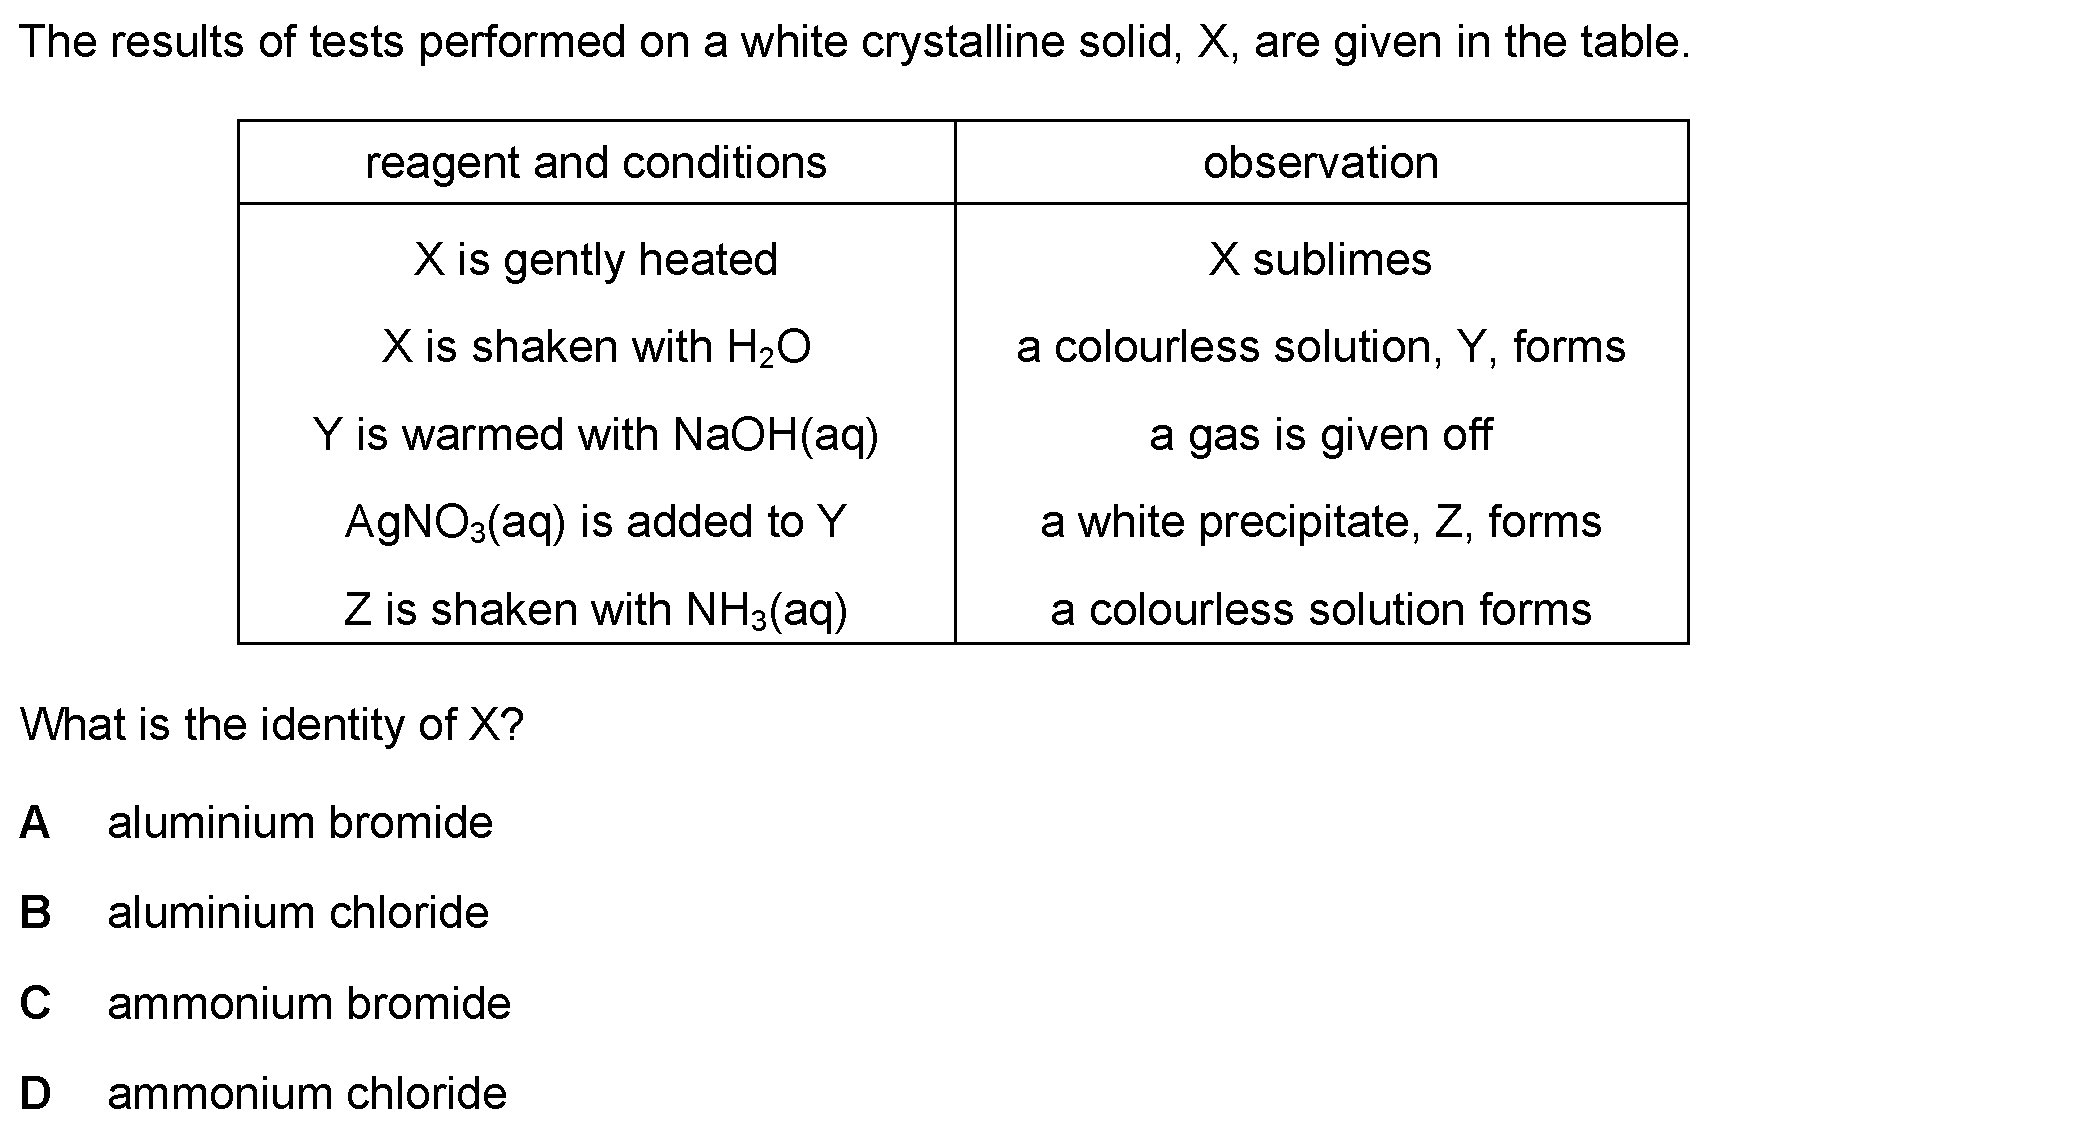 The results of tests performed on a white crystalline solid, X, are given in the table.
reagent and conditions observation
X is gently heated X sublimes
X is shaken with H₂O a colourless solution, Y, forms
Y is warmed with NaOH(aq) a gas is given off
AgNO₃(aq) is added to Y a white precipitate, Z, forms
Z is shaken with NH₃(aq) a colourless solution forms
What is the identity of X?
A aluminium bromide
B aluminium chloride
C ammonium bromide
D ammonium chloride